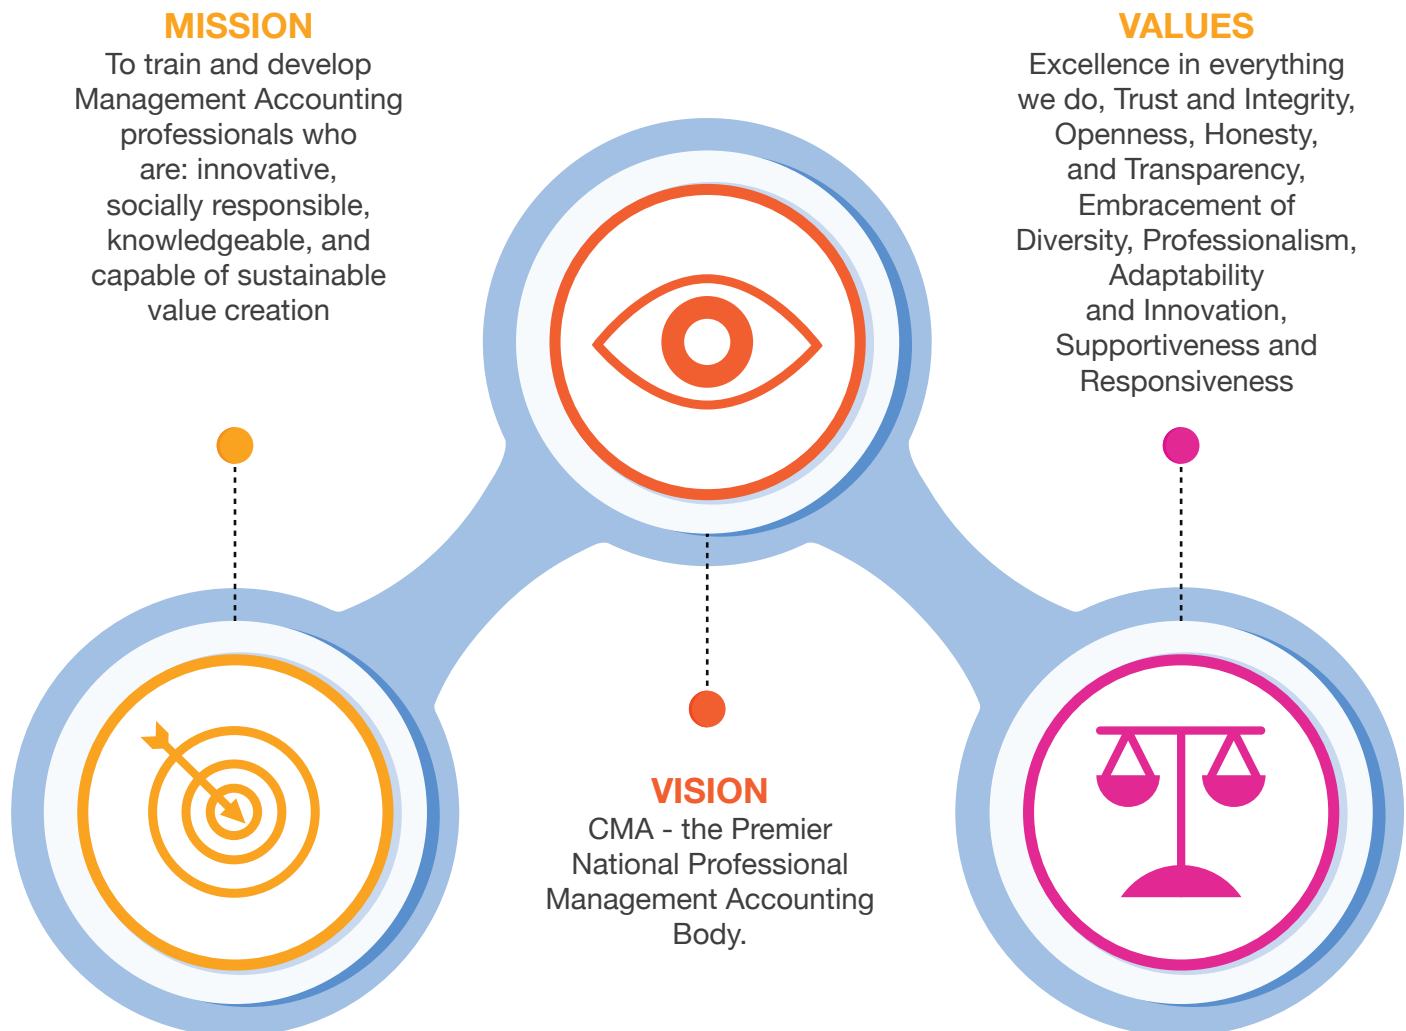 MISSION
To train and develop
Management Accounting
professionals who
are: innovative,
socially responsible,
knowledgeable, and
capable of sustainable
value creation
VISION
CMA - the Premier
National Professional
Management Accounting
Body.
VALUES
Excellence in everything
we do, Trust and Integrity,
Openness, Honesty,
and Transparency,
Embracement of
Diversity, Professionalism,
Adaptability
and Innovation,
Supportiveness and
Responsiveness